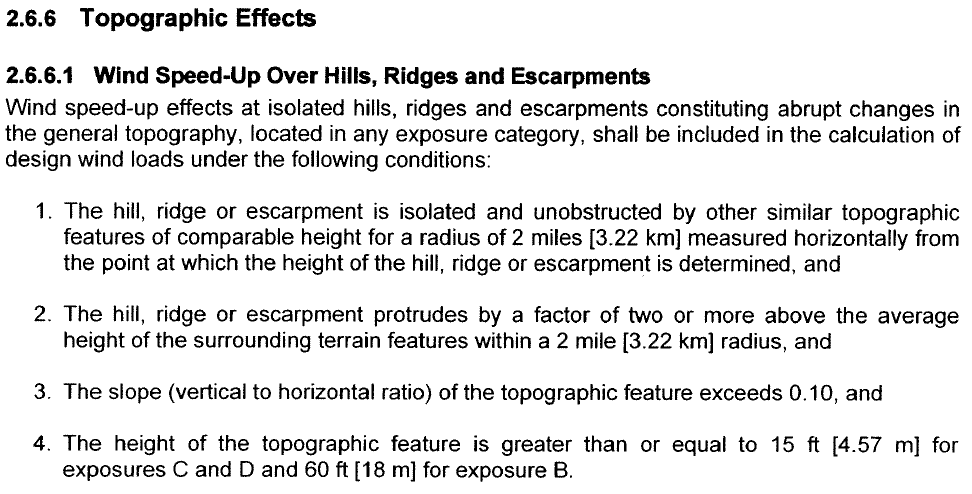 2.6.6 Topographic Effects
2.6.6.1 Wind Speed-Up Over Hills, Ridges and Escarpments
Wind speed-up effects at isolated hills, ridges and escarpments constituting abrupt changes in
the general topography, located in any exposure category, shall be included in the calculation of
design wind loads under the following conditions:
1. The hill, ridge or escarpment is isolated and unobstructed by other similar topographic
features of comparable height for a radius of 2 miles [3.22 km] measured horizontally from
the point at which the height of the hill, ridge or escarpment is determined, and
2. The hill, ridge or escarpment protrudes by a factor of two or more above the average
height of the surrounding terrain features within a 2 mile [3.22 km] radius, and
3. The slope (vertical to horizontal ratio) of the topographic feature exceeds 0.10, and
4. The height of the topographic feature is greater than or equal to 15 ft [4.57 m] for
exposures C and D and 60 ft [18 m] for exposure B.